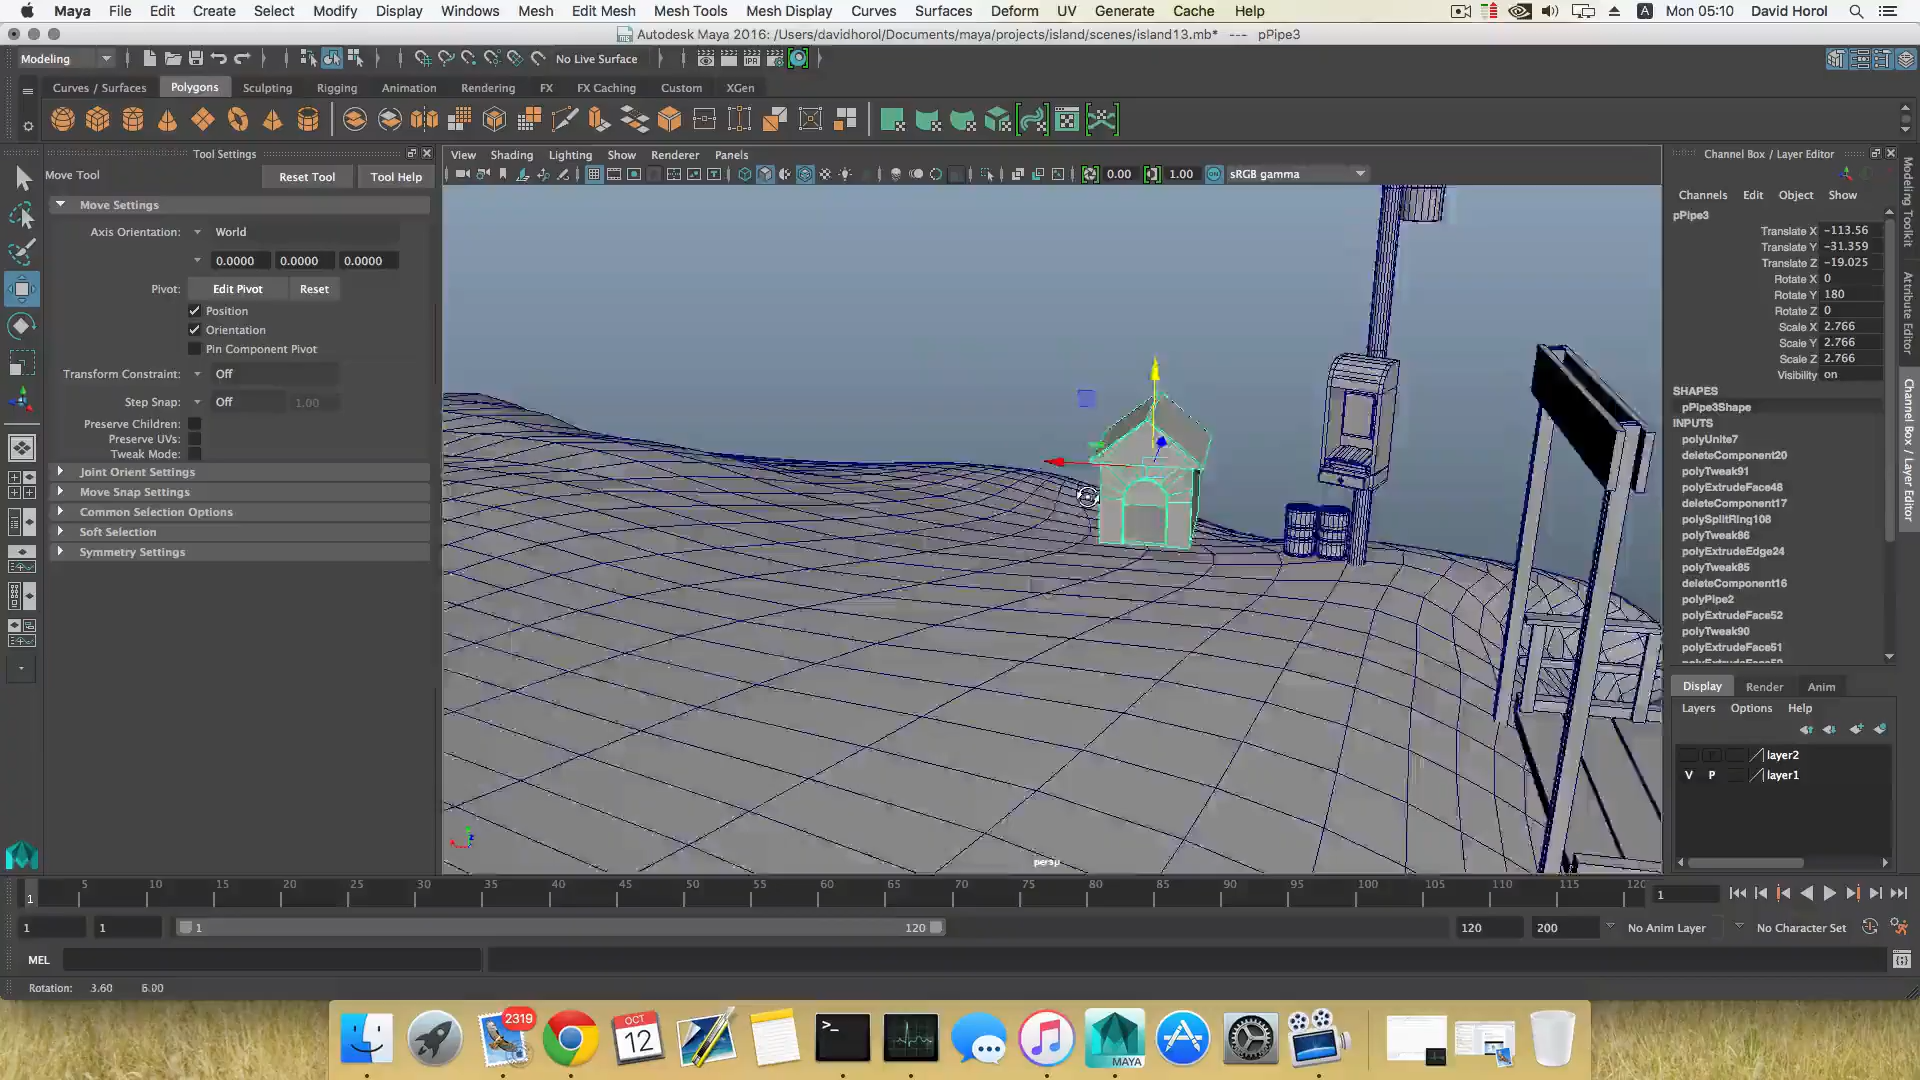 Maya File Edit Create Select Modify Display Windows Mesh Edit Mesh Mesh Tools Mesh Display Curves Surfaces Deform UV Generate Cache Help A Mon 05:10 David Horol
Autodesk Maya 2016: /Users/davidhorol/Documents/maya/projects/island/scenes/island13.mb* --- pPipe3
Modeling No Live Surface
Curves / Surfaces Polygons Sculpting Rigging Animation Rendering FX FX Caching Custom XGen
Tool Settings
Move Tool Reset Tool Tool Help
Move Settings
Axis Orientation: World
0.0000 0.0000 0.0000
Pivot: Edit Pivot Reset
Position
Orientation
Pin Component Pivot
Transform Constraint: Off
Step Snap: Off 1.00
Preserve Children:
Preserve UVs:
Tweak Mode:
Joint Orient Settings
Move Snap Settings
Common Selection Options
Soft Selection
Symmetry Settings
View Shading Lighting Show Renderer Panels
0.00 1.00 sRGB gamma
persp
Channel Box / Layer Editor
Channels Edit Object Show
pPipe3
Translate X -113.56
Translate Y -31.359
Translate Z -19.025
Rotate X 0
Rotate Y 180
Rotate Z 0
Scale X 2.766
Scale Y 2.766
Scale Z 2.766
Visibility on
SHAPES
pPipe3Shape
INPUTS
polyUnite7
deleteComponent20
polyTweak91
polyExtrudeFace48
deleteComponent17
polySplitRing108
polyTweak86
polyExtrudeEdge24
polyTweak85
deleteComponent16
polyPipe2
polyExtrudeFace52
polyTweak90
polyExtrudeFace51
Display Render Anim
Layers Options Help
layer2
V P layer1
Modeling Toolkit
Attribute Editor
Channel Box / Layer Editor
1 5 10 15 20 25 30 35 40 45 50 55 60 65 70 75 80 85 90 95 100 105 110 115 120 1
1 1 1 120 120 200 No Anim Layer No Character Set
MEL
Rotation: 3.60 6.00
2319
OCT
12
MAYA